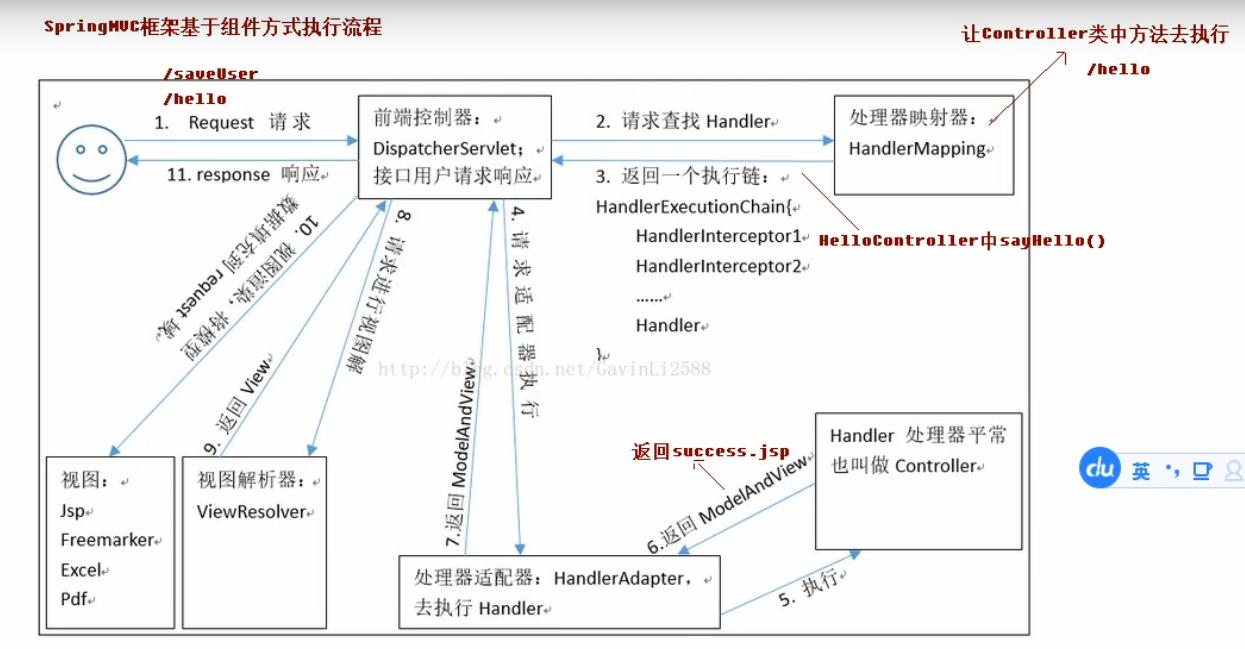 SpringMVC框架基于组件方式执行流程
让Controller类中方法去执行
/saveUser
/hello
/hello
1. Request 请求
前端控制器：
DispatcherServlet；
接口用户请求响应
2. 请求查找 Handler
处理器映射器：
HandlerMapping
11. response 响应
3. 返回一个执行链：
HandlerExecutionChain{
HandlerInterceptor1
HandlerInterceptor2
……
Handler
}
HelloController中sayHello()
10. 视图渲染，将模型
数据填充到 request 域
9. 返回 View
8. 请求进行视图解
7.返回 ModelAndView
4. 请求适配器执行
http://blog.csdn.net/GavinLi2588
返回success.jsp
6.返回 ModelAndView
Handler 处理器平常
也叫做 Controller
视图：
Jsp
Freemarker
Excel
Pdf
视图解析器：
ViewResolver
处理器适配器：HandlerAdapter，
去执行 Handler
5. 执行
du 英